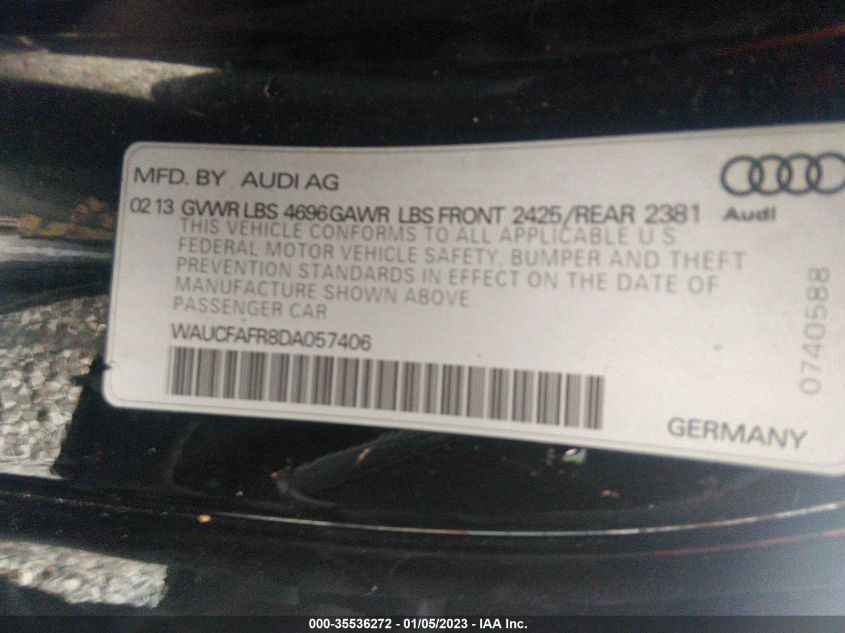 MFD. BY AUDI AG
02 13 GVWR LBS 4696 GAWR LBS FRONT 2425/REAR 2381
Audi
THIS VEHICLE CONFORMS TO ALL APPLICABLE U S
FEDERAL MOTOR VEHICLE SAFETY, BUMPER AND THEFT
PREVENTION STANDARDS IN EFFECT ON THE DATE OF
MANUFACTURE SHOWN ABOVE
PASSENGER CAR
WAUCFAFR8DA057406
0740588
GERMANY
000-35536272 - 01/05/2023 - IAA Inc.